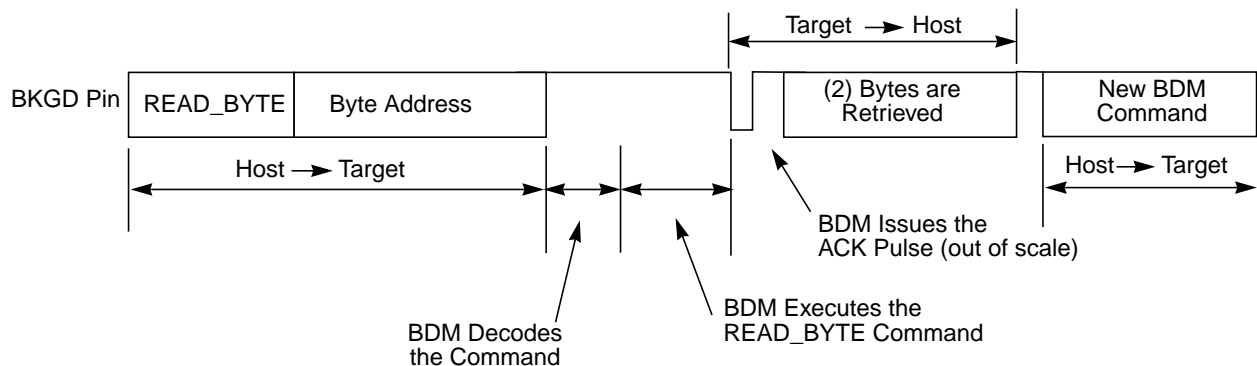 Target Host
BKGD Pin
READ_BYTE
Byte Address
(2) Bytes are
Retrieved
New BDM
Command
Host Target
Host Target
BDM Issues the
ACK Pulse (out of scale)
BDM Decodes
the Command
BDM Executes the
READ_BYTE Command